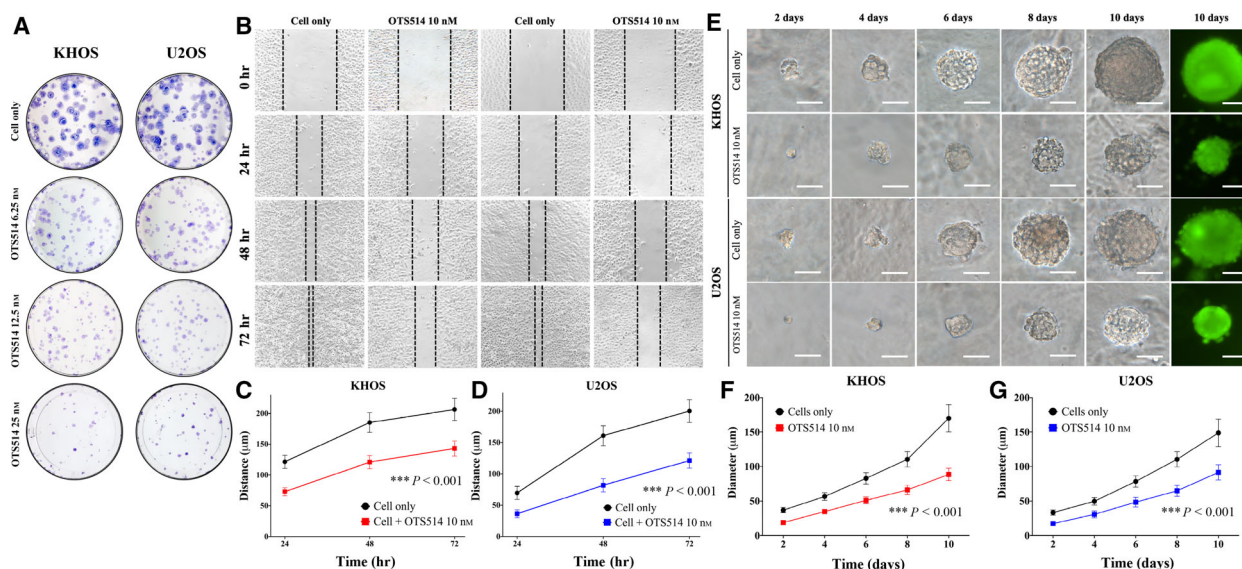 A
KHOS
U2OS
Cell only
OTS514 6.25 nM
OTS514 12.5 nM
OTS514 25 nM
B
Cell only
OTS514 10 nM
Cell only
OTS514 10 nM
0 hr
24 hr
48 hr
72 hr
C
KHOS
Distance (μm)
200
150
100
50
0
*** P < 0.001
Cell only
Cell + OTS514 10 nM
24
48
72
Time (hr)
D
U2OS
Distance (μm)
200
150
100
50
0
*** P < 0.001
Cell only
Cell + OTS514 10 nM
24
48
72
Time (hr)
E
2 days
4 days
6 days
8 days
10 days
10 days
KHOS
Cell only
OTS514 10 nM
U2OS
Cell only
OTS514 10 nM
F
KHOS
Diameter (μm)
200
150
100
50
0
Cells only
OTS514 10 nM
*** P < 0.001
2
4
6
8
10
Time (days)
G
U2OS
Diameter (μm)
200
150
100
50
0
Cells only
OTS514 10 nM
*** P < 0.001
2
4
6
8
10
Time (days)